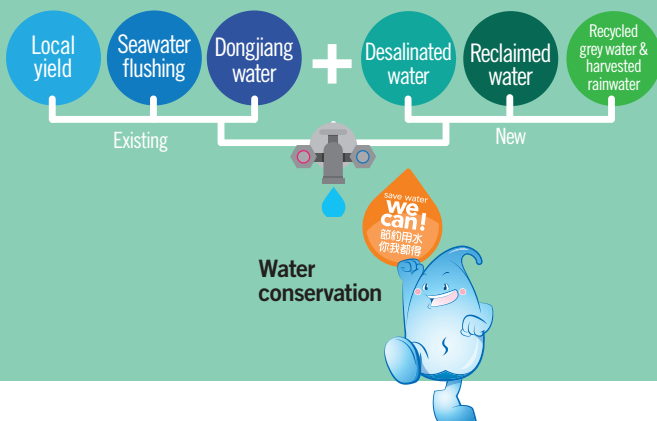 Local
yield
Seawater
flushing
Dongjiang
water
Desalinated
water
Reclaimed
water
Recycled
grey water &
harvested
rainwater
Existing
New
save water
we
can!
節約用水
你我都得
Water
conservation